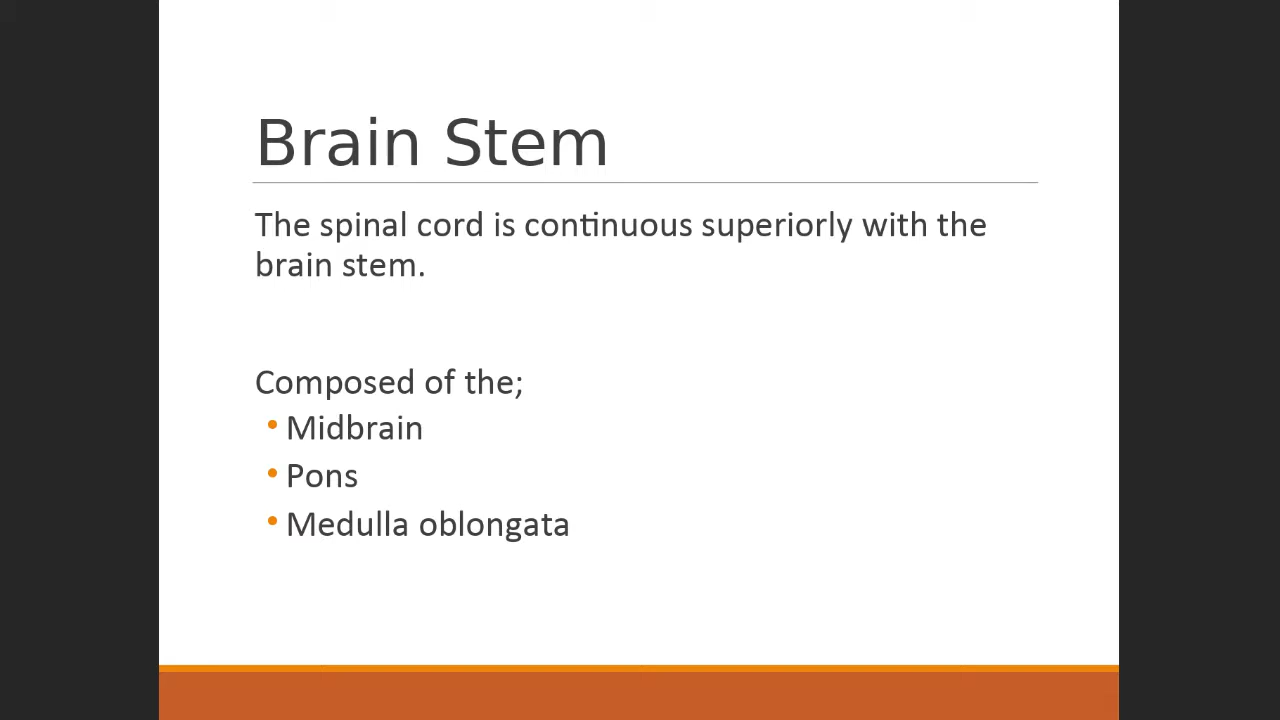 Brain Stem
The spinal cord is continuous superiorly with the
brain stem.
Composed of the;
• Midbrain
• Pons
• Medulla oblongata